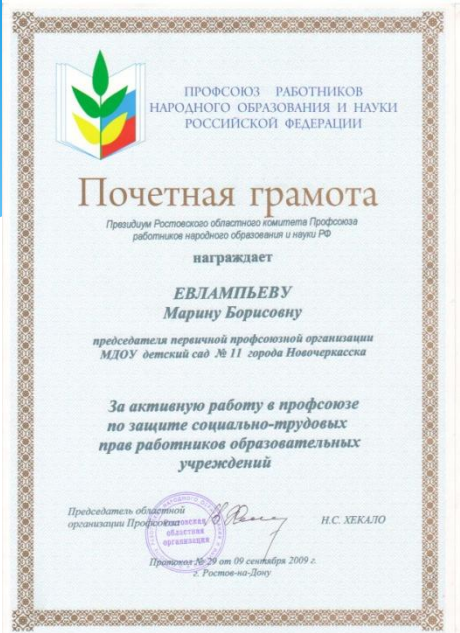 ПРОФСОЮЗ РАБОТНИКОВ
НАРОДНОГО ОБРАЗОВАНИЯ И НАУКИ
РОССИЙСКОЙ ФЕДЕРАЦИИ
Почетная грамота
Президиум Ростовского областного комитета Профсоюза
работников народного образования и науки РФ
награждает
ЕВЛАМПЬЕВУ
Марину Борисовну
председателя первичной профсоюзной организации
МДОУ детский сад № 11 города Новочеркасска
За активную работу в профсоюзе
по защите социально-трудовых
прав работников образовательных
учреждений
Председатель областной
организации Профсоюза
Н.С. ХЕКАЛО
Ростовская
областная
организация
Протокол № 29 от 09 сентября 2009 г.
г. Ростов-на-Дону